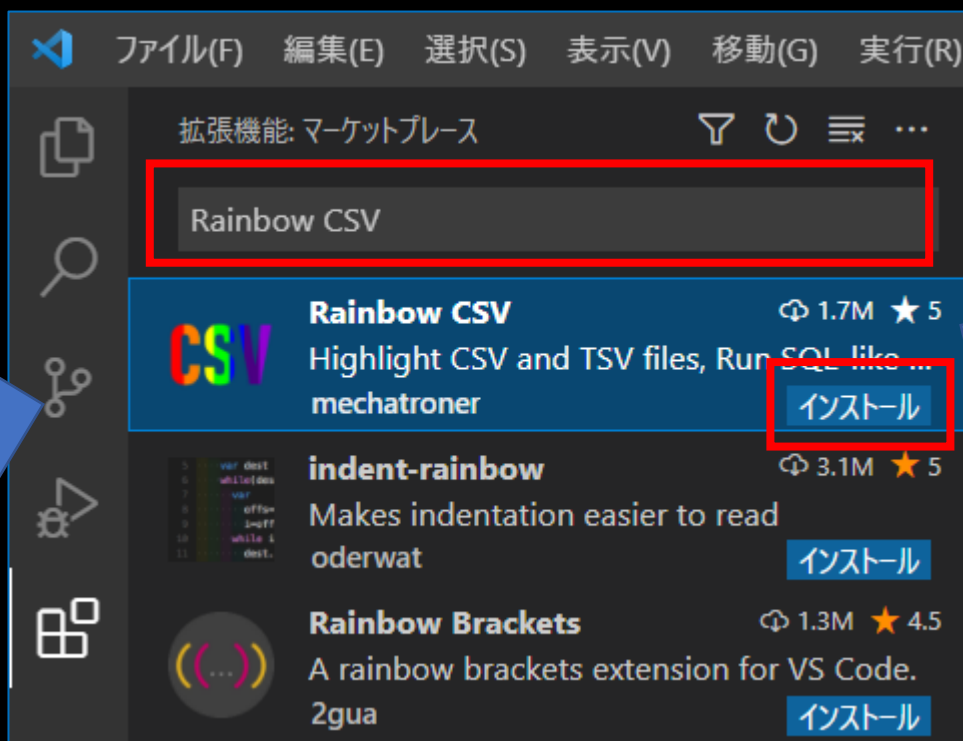 ファイル(F) 編集(E) 選択(S) 表示(V) 移動(G) 実行(R)
拡張機能: マーケットプレース
Rainbow CSV
CSV
Rainbow CSV 1.7M ★ 5
Highlight CSV and TSV files, Run SQL-like ...
mechatroner インストール
indent-rainbow 3.1M ★ 5
Makes indentation easier to read
oderwat インストール
Rainbow Brackets 1.3M ★ 4.5
((...))
A rainbow brackets extension for VS Code.
2gua インストール